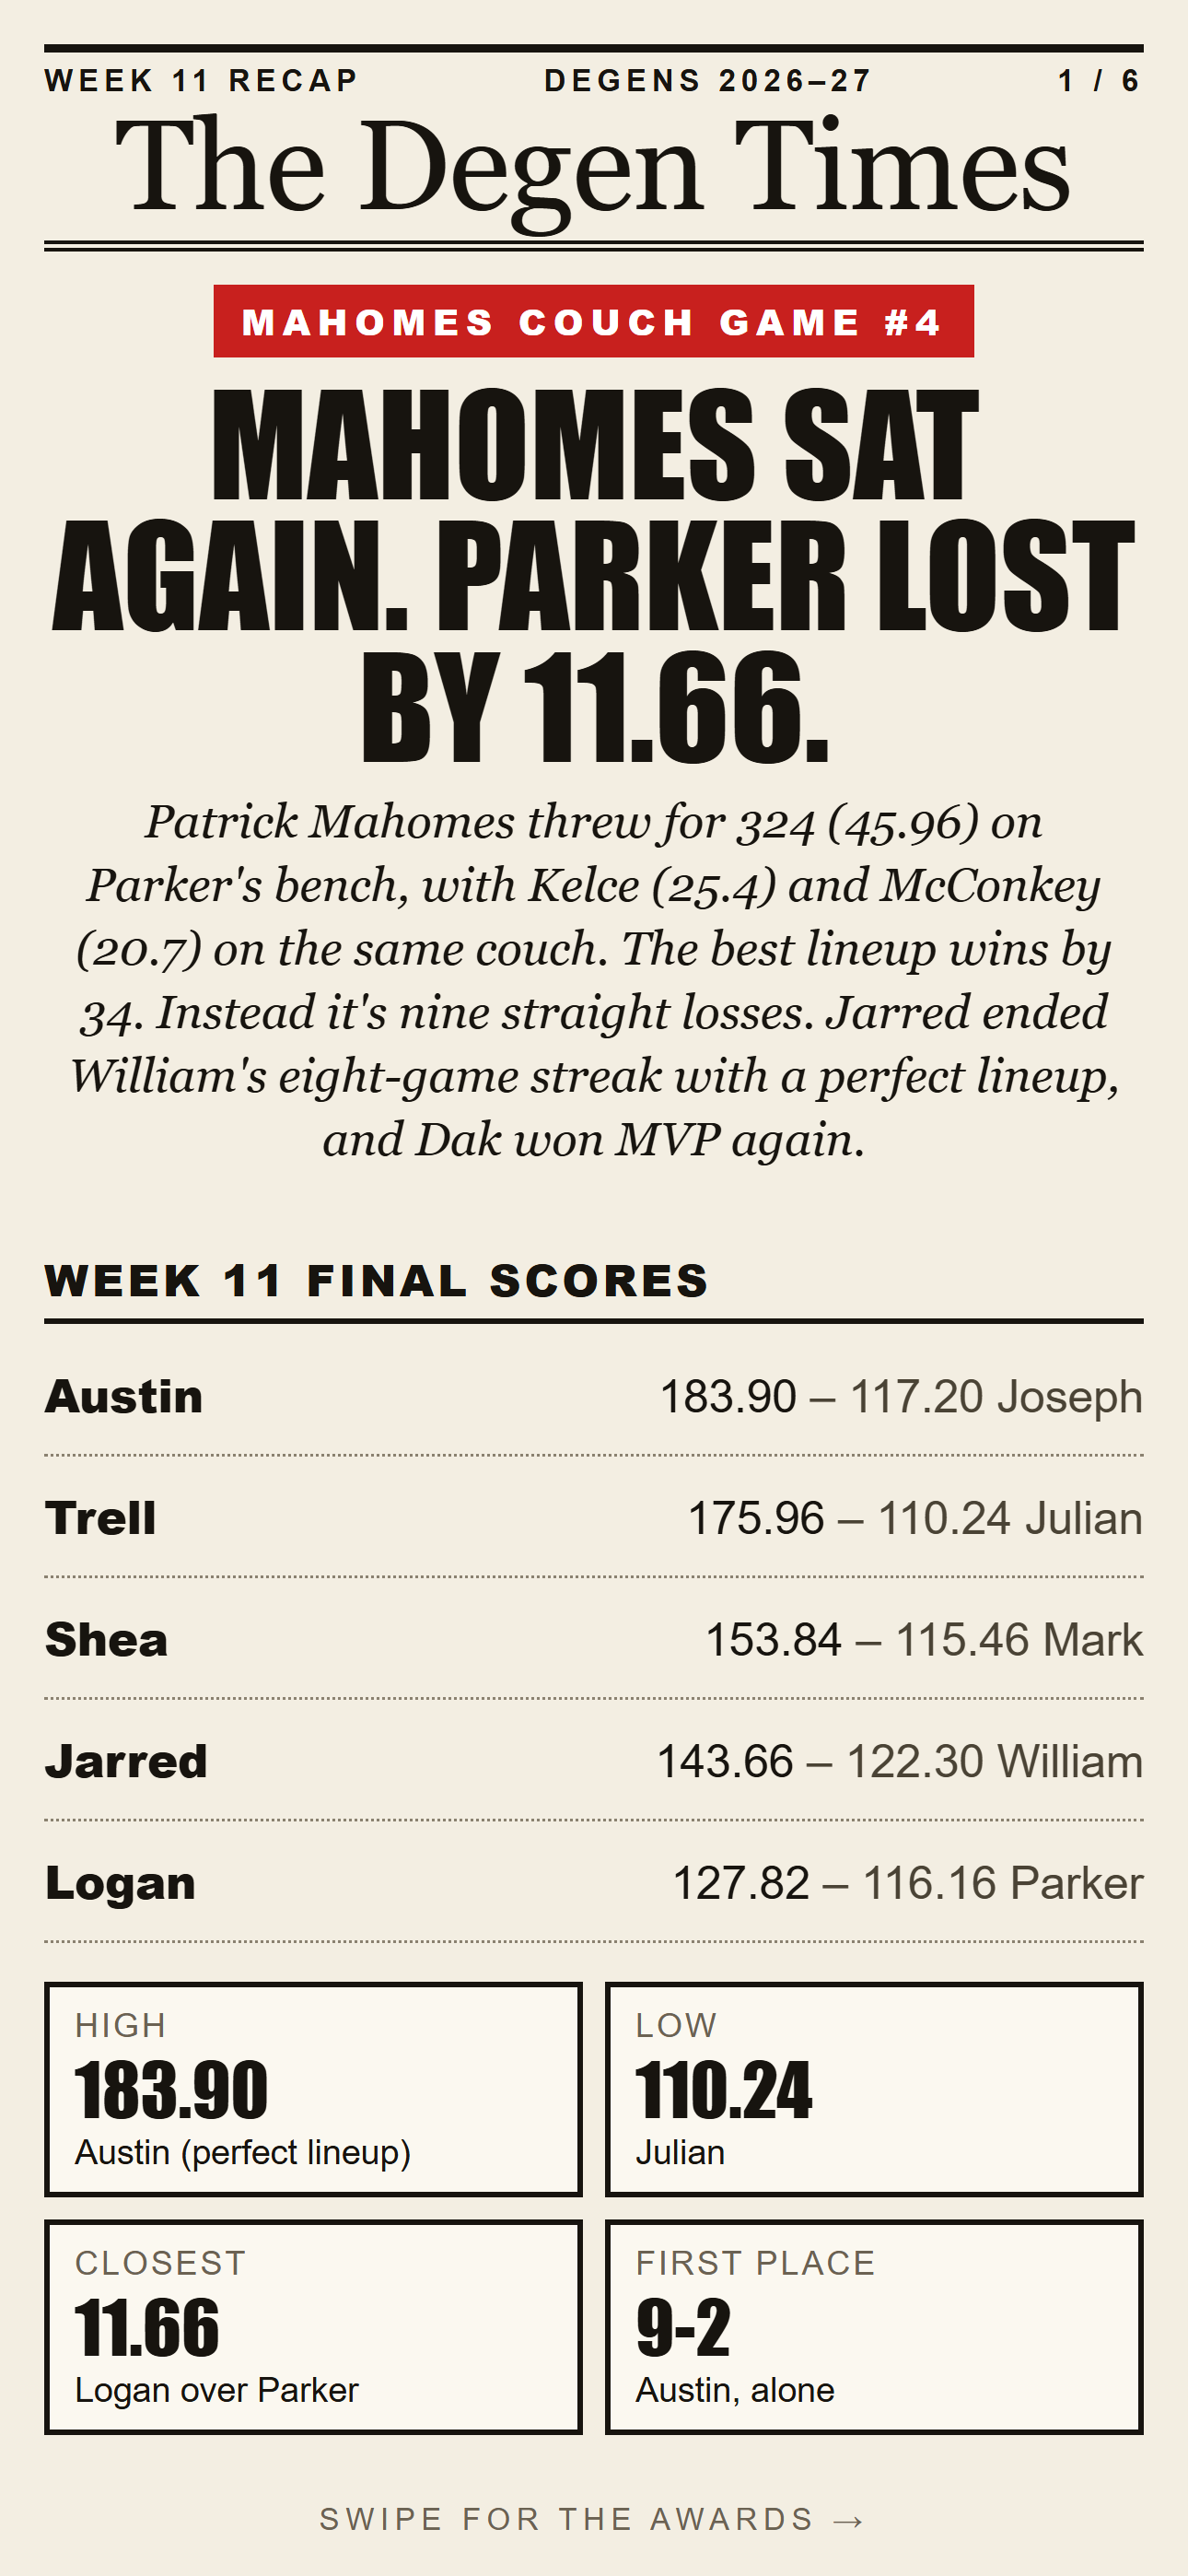 WEEK 11 RECAP DEGENS 2026–27 1 / 6
The Degen Times
MAHOMES COUCH GAME #4
MAHOMES SAT
AGAIN. PARKER LOST
BY 11.66.
Patrick Mahomes threw for 324 (45.96) on
Parker's bench, with Kelce (25.4) and McConkey
(20.7) on the same couch. The best lineup wins by
34. Instead it's nine straight losses. Jarred ended
William's eight-game streak with a perfect lineup,
and Dak won MVP again.
WEEK 11 FINAL SCORES
Austin 183.90 – 117.20 Joseph
Trell 175.96 – 110.24 Julian
Shea 153.84 – 115.46 Mark
Jarred 143.66 – 122.30 William
Logan 127.82 – 116.16 Parker
HIGH
183.90
Austin (perfect lineup)
LOW
110.24
Julian
CLOSEST
11.66
Logan over Parker
FIRST PLACE
9-2
Austin, alone
SWIPE FOR THE AWARDS →